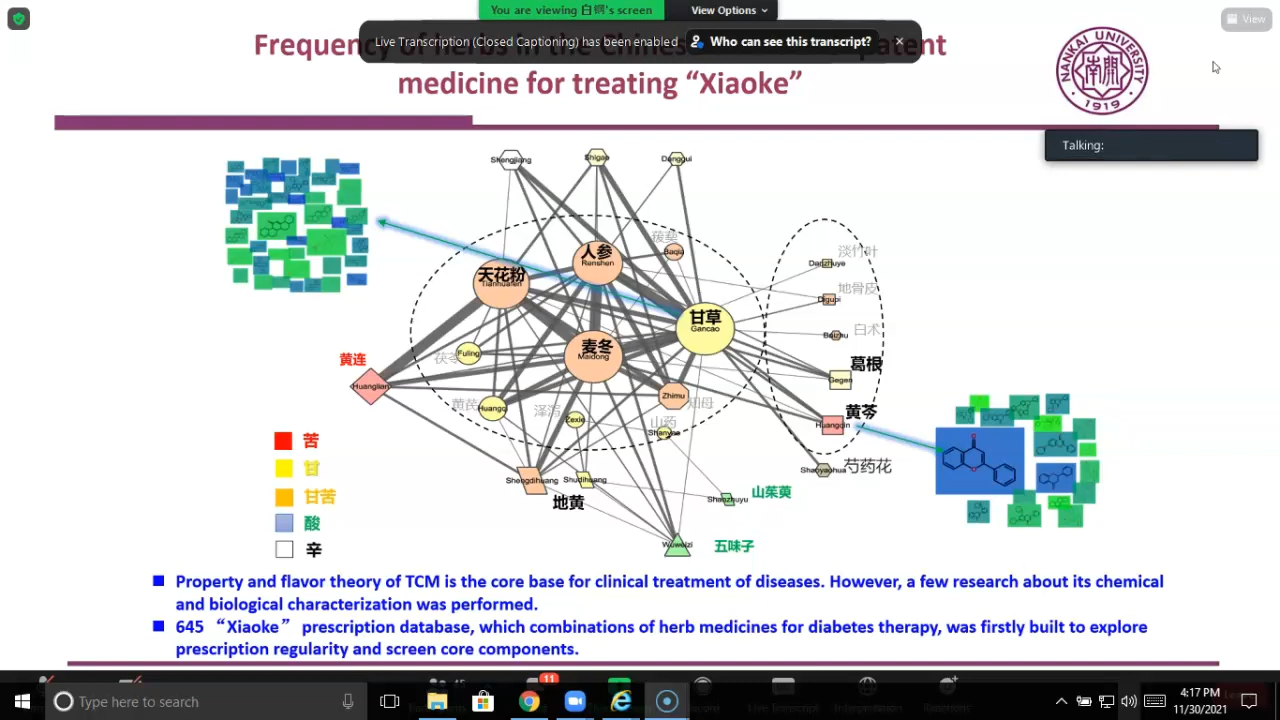 You are viewing 白钢's screen
View Options
View
Live Transcription (Closed Captioning) has been enabled
Who can see this transcript?
medicine for treating “Xiaoke”
NANKAI UNIVERSITY
1919
Talking:
Shengjiang
Shigao
Danggui
人参
Renshen
Baqu
天花粉
Tianhuafen
甘草
Gancao
麦冬
Maidong
淡竹叶
Danzhuye
地骨皮
Digupi
白术
Baizhu
葛根
Gegen
黄芩
Huangqin
芍药花
Shaoyaohua
黄连
Huanglian
茯苓
Fuling
黄芪
Huangqi
泽泻
Zexie
知母
Zhimu
山药
Shanyao
Shengdihuang
Shudihuang
地黄
山茱萸
Shanzhuyu
五味子
Wuweizi
苦
甘
甘苦
酸
辛
Property and flavor theory of TCM is the core base for clinical treatment of diseases. However, a few research about its chemical
and biological characterization was performed.
645 “Xiaoke” prescription database, which combinations of herb medicines for diabetes therapy, was firstly built to explore
prescription regularity and screen core components.
Type here to search
11
45
4:17 PM
11/30/2021